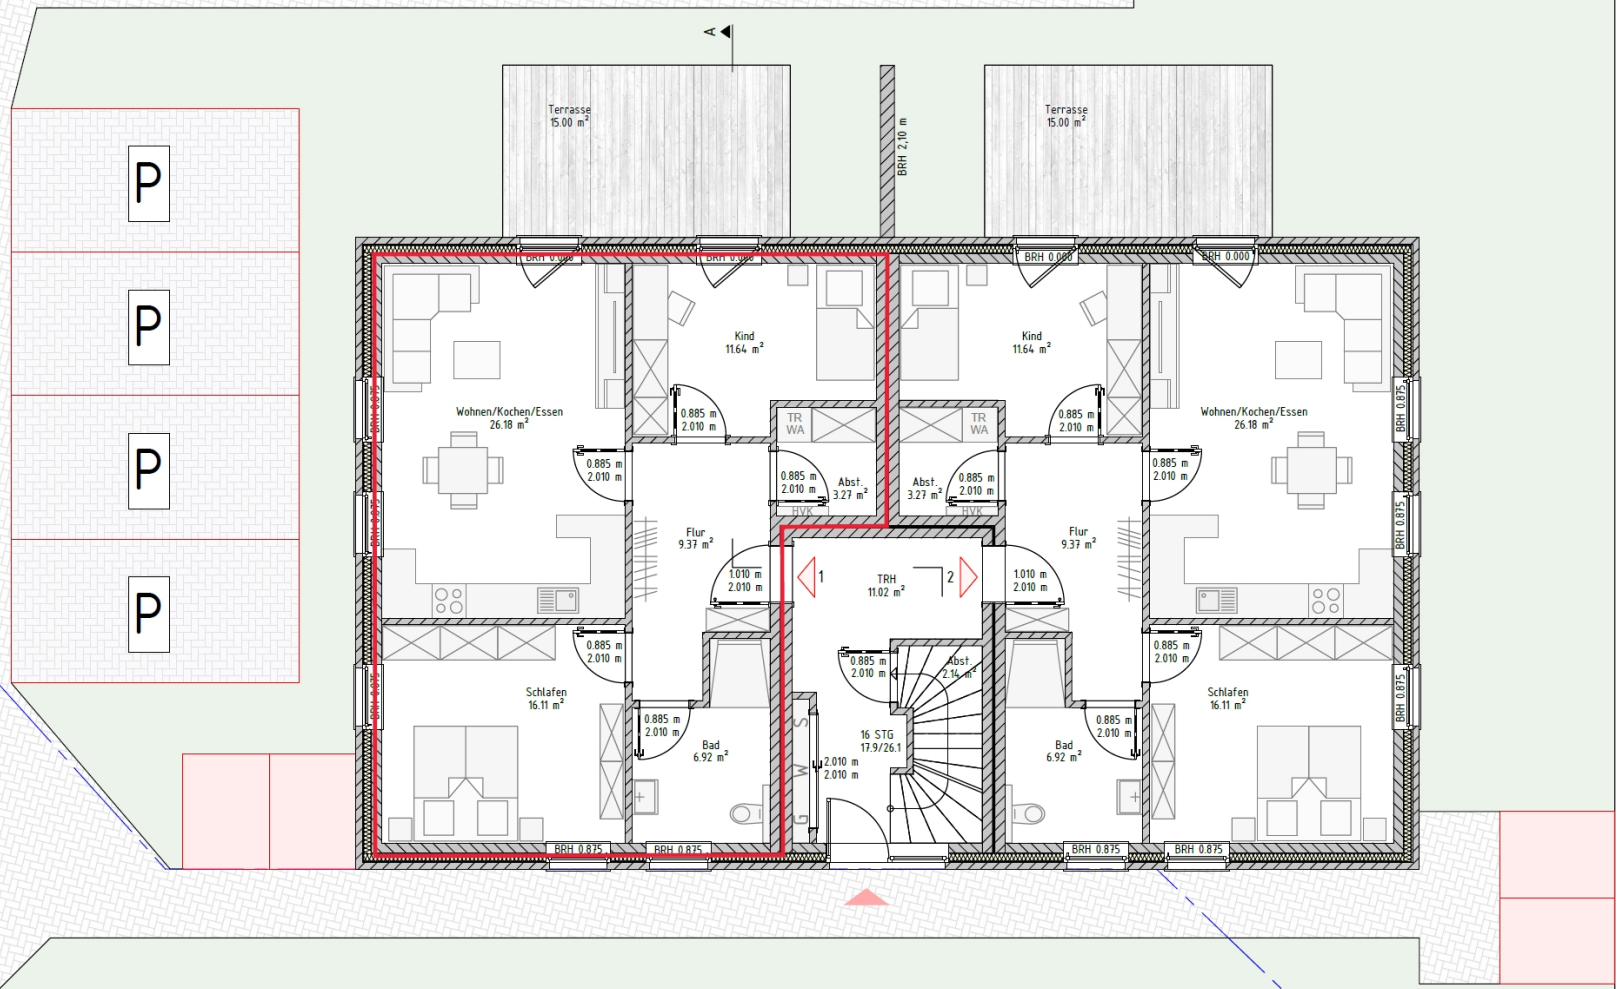 A
Terrasse
15.00 m²
BRH 2,10 m
Terrasse
15.00 m²
P
P
P
P
BRH 0.000
BRH 0.000
BRH 0.000
BRH 0.000
Kind
11.64 m²
Kind
11.64 m²
Wohnen/Kochen/Essen
26.18 m²
Wohnen/Kochen/Essen
26.18 m²
BRH 0.875
BRH 0.875
0.885 m
2.010 m
TR
WA
TR
WA
0.885 m
2.010 m
0.885 m
2.010 m
0.885 m
2.010 m
Abst.
3.27 m²
HVK
Abst.
3.27 m²
0.885 m
2.010 m
HVK
0.885 m
2.010 m
BRH 0.875
BRH 0.875
Flur
9.37 m²
Flur
9.37 m²
1.010 m
2.010 m
1
TRH
11.02 m²
2
1.010 m
2.010 m
0.885 m
2.010 m
0.885 m
2.010 m
Abst.
2.14 m²
0.885 m
2.010 m
Schlafen
16.11 m²
Schlafen
16.11 m²
BRH 0.875
BRH 0.875
0.885 m
2.010 m
Bad
6.92 m²
G W S
2.010 m
2.010 m
16 STG
17.9/26.1
Bad
6.92 m²
0.885 m
2.010 m
BRH 0.875
BRH 0.875
BRH 0.875
BRH 0.875